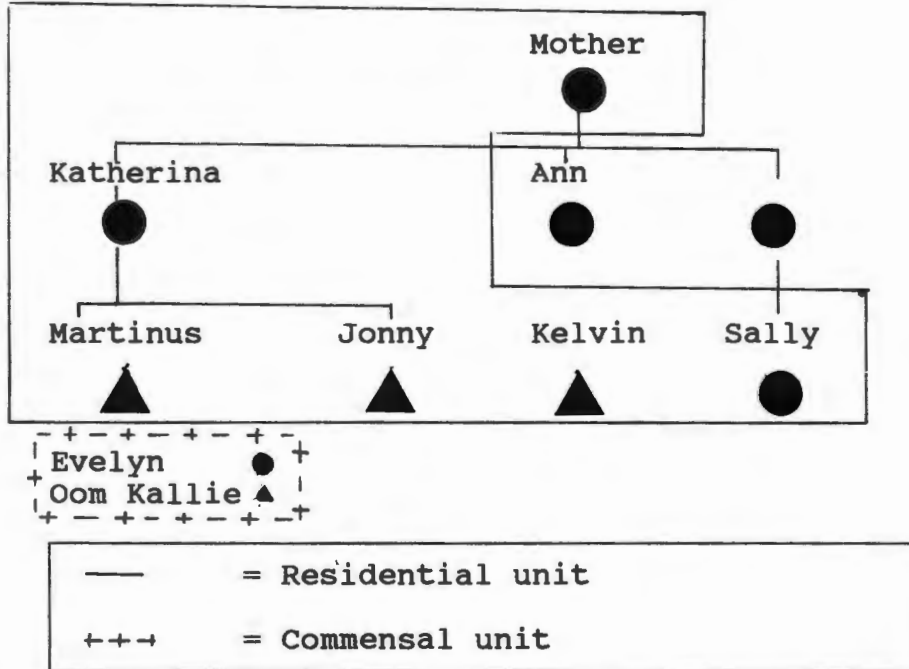 Mother
Katherina Ann
Martinus Jonny Kelvin Sally
Evelyn
Oom Kallie
= Residential unit
+-+-+ = Commensal unit